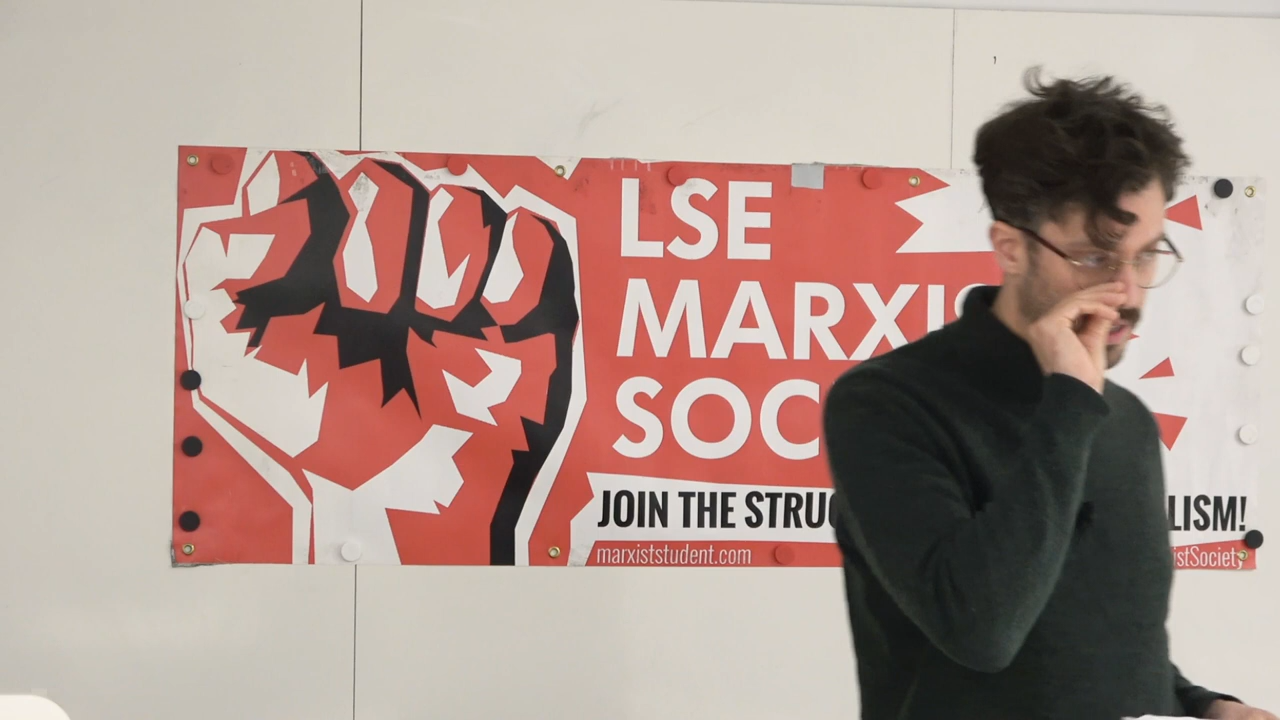 LSE
MARXIS
SOC
JOIN THE STRUG LISM!
marxiststudent.com istSociety